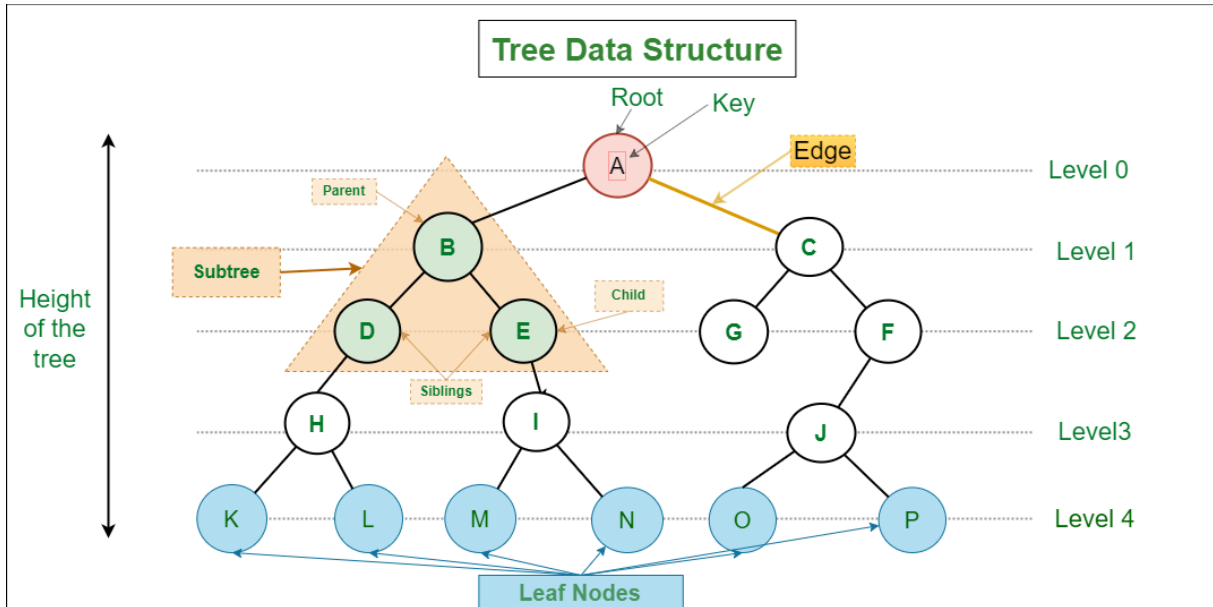 Tree Data Structure
Root
Key
A
Edge
Level 0
Parent
B
C
Level 1
Subtree
Height
of the
tree
Child
D
E
G
F
Level 2
Siblings
H
I
J
Level3
K
L
M
N
O
P
Level 4
Leaf Nodes